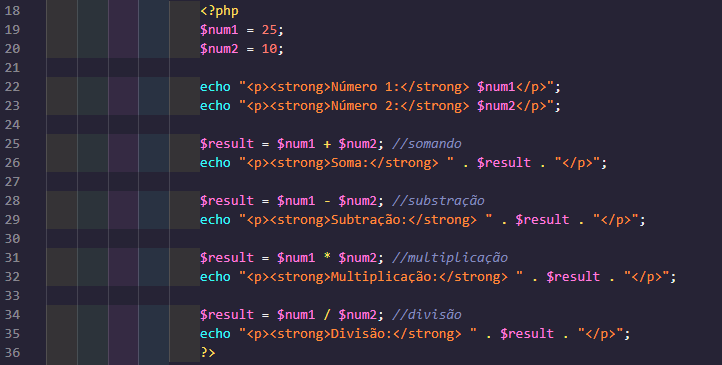 18 <?php
19 $num1 = 25;
20 $num2 = 10;
21
22 echo "<p><strong>Número 1:</strong> $num1</p>";
23 echo "<p><strong>Número 2:</strong> $num2</p>";
24
25 $result = $num1 + $num2; //somando
26 echo "<p><strong>Soma:</strong> " . $result . "</p>";
27
28 $result = $num1 - $num2; //substração
29 echo "<p><strong>Subtração:</strong> " . $result . "</p>";
30
31 $result = $num1 * $num2; //multiplicação
32 echo "<p><strong>Multiplicação:</strong> " . $result . "</p>";
33
34 $result = $num1 / $num2; //divisão
35 echo "<p><strong>Divisão:</strong> " . $result . "</p>";
36 ?>